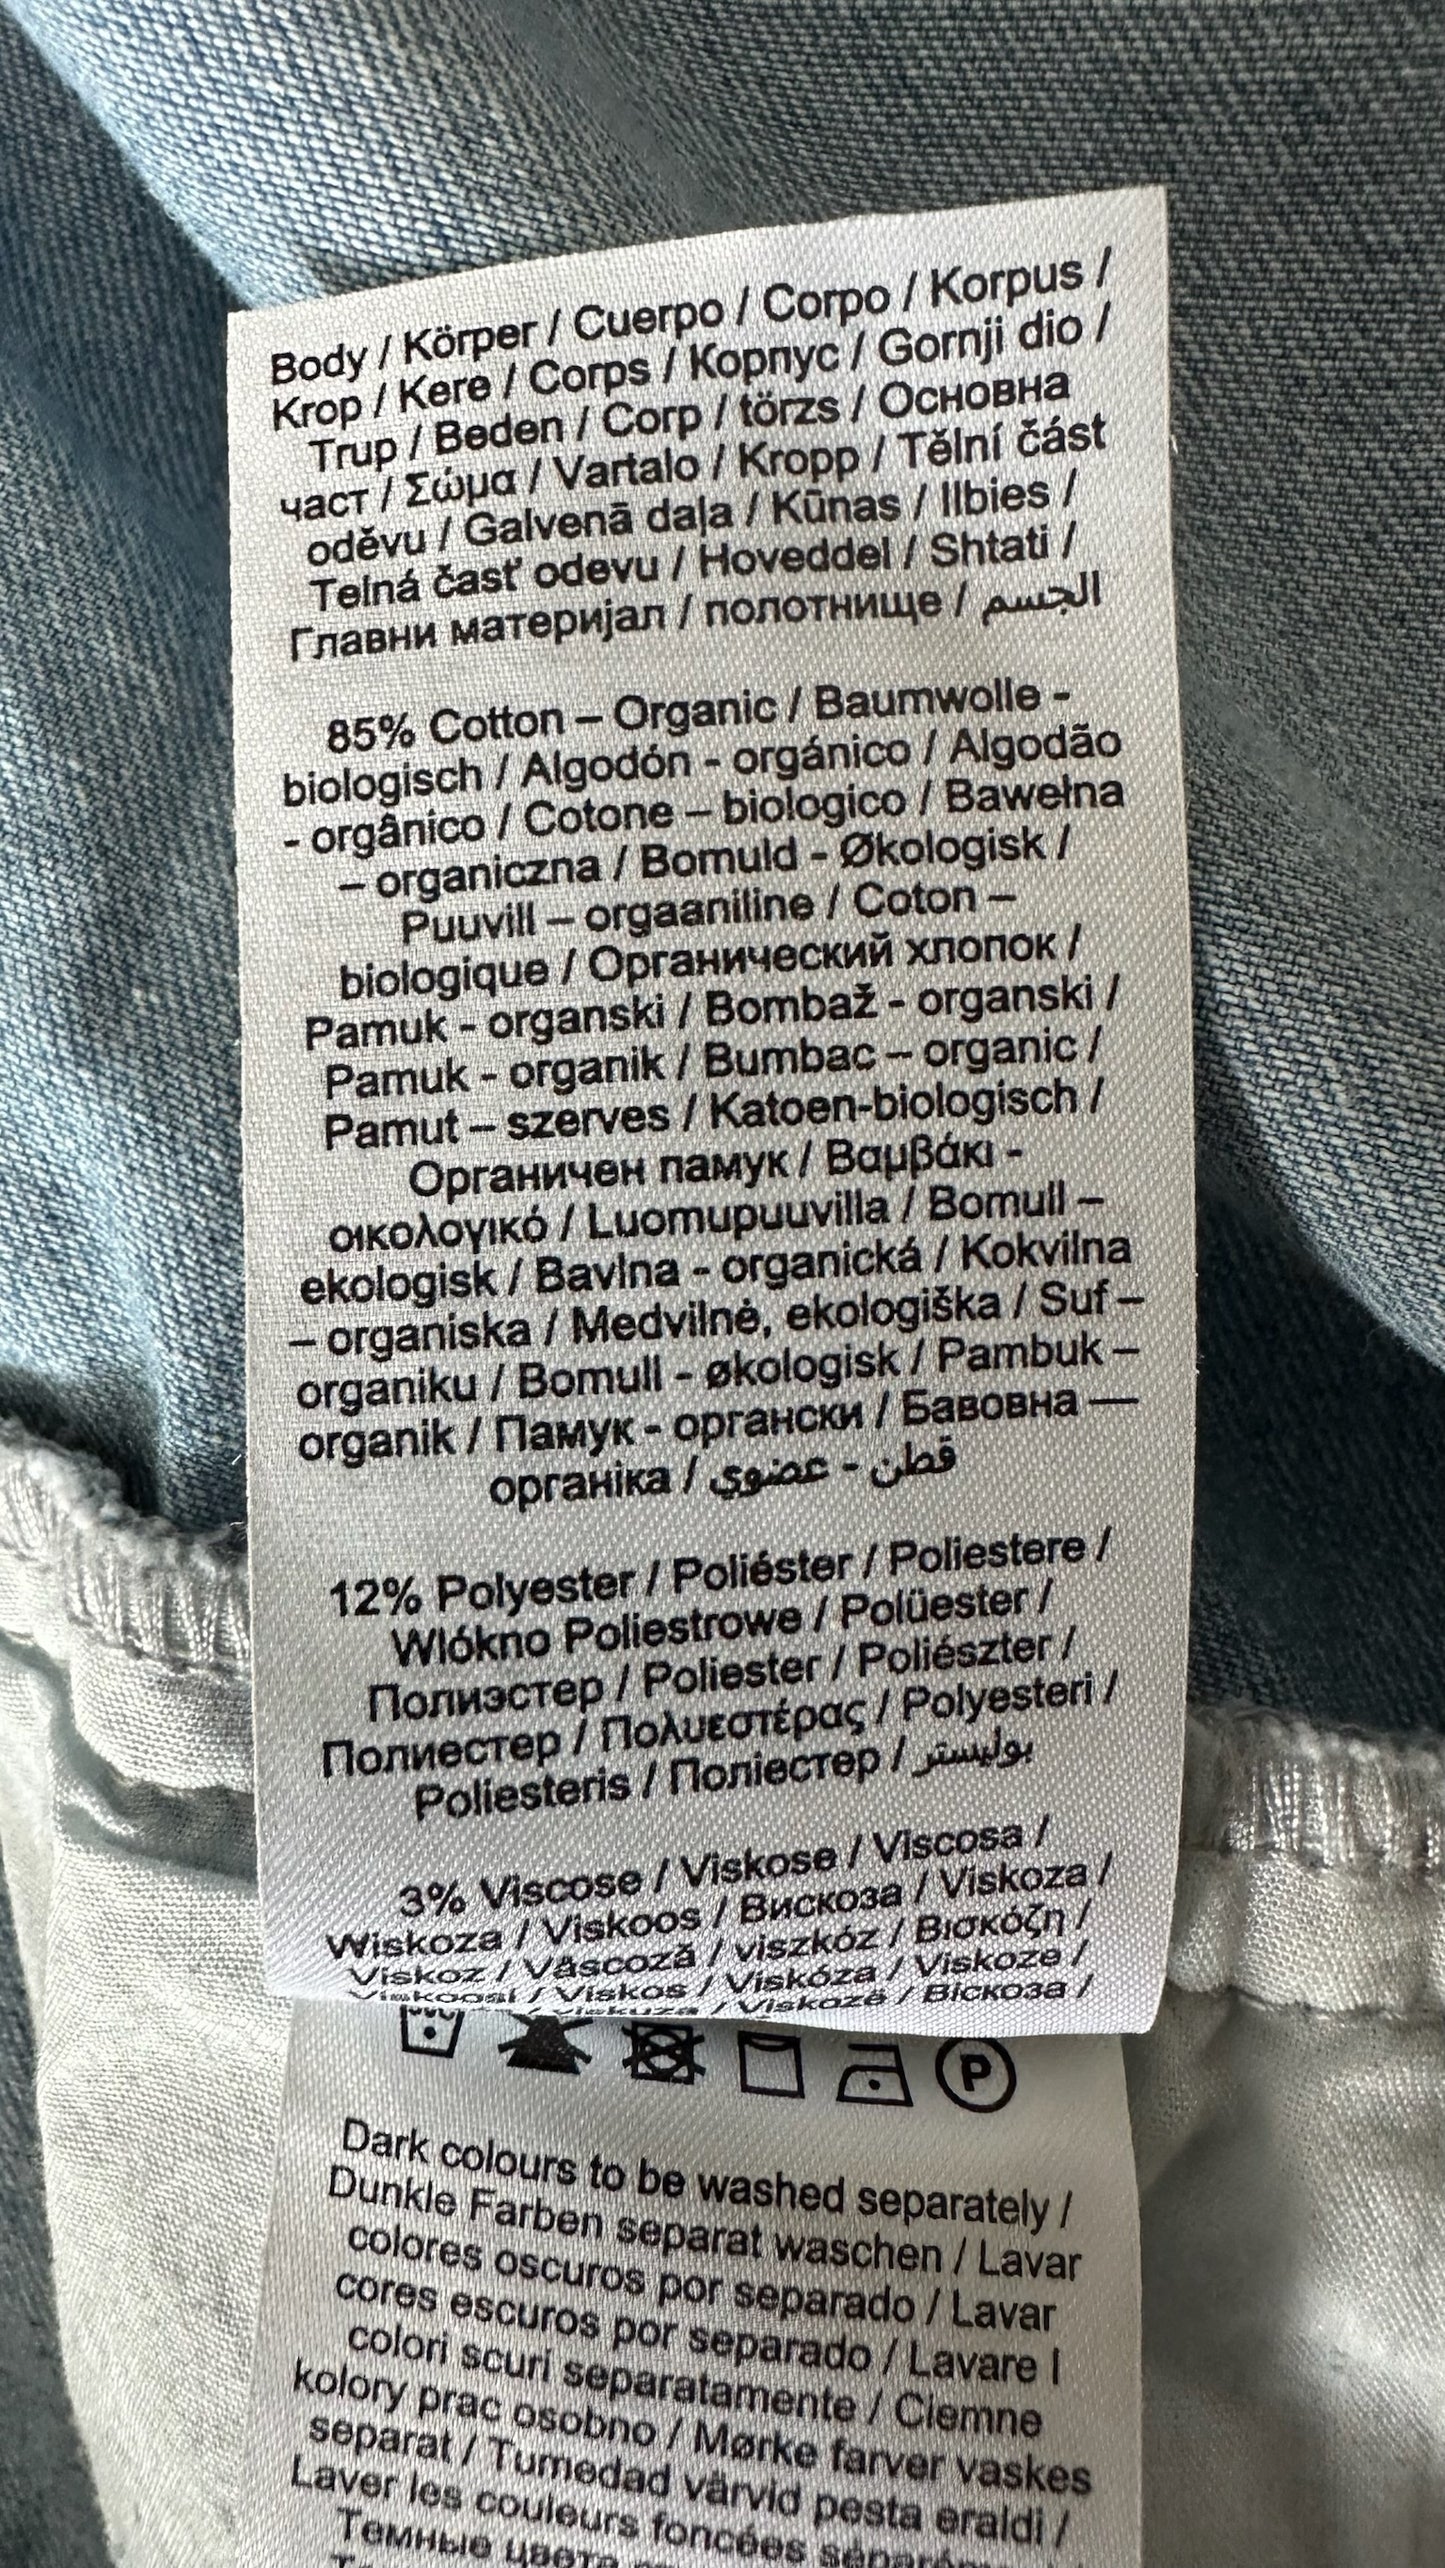 Body / Körper / Cuerpo / Corpo / Korpus /
Krop / Kere / Corps / Корпус / Gornji dio /
Trup / Beden / Corp / törzs / Основна
част / Σώμα / Vartalo / Kropp / Tělní část
oděvu / Galvenā daļa / Kūnas / Ilbies /
Telná časť odevu / Hoveddel / Shtati /
Главни материјал / полотнище / الجسم
85% Cotton – Organic / Baumwolle -
biologisch / Algodón - orgánico / Algodão
- orgânico / Cotone – biologico / Bawełna
– organiczna / Bomuld - Økologisk /
Puuvill – orgaaniline / Coton –
biologique / Органический хлопок /
Pamuk - organski / Bombaž - organski /
Pamuk - organik / Bumbac – organic /
Pamut – szerves / Katoen-biologisch /
Органичен памук / Βαμβάκι -
οικολογικό / Luomupuuvilla / Bomull –
ekologisk / Bavlna - organická / Kokvilna
– organiska / Medvilnė, ekologiška / Suf –
organiku / Bomull - økologisk / Pambuk –
organik / Памук - органски / Бавовна —
органіка / قطن - عضوي
12% Polyester / Poliéster / Poliestere /
Wlókno Poliestrowe / Polüester /
Полиэстер / Poliester / Poliészter /
Полиестер / Πολυεστέρας / Polyesteri /
Poliesteris / Поліестер / بوليستر
3% Viscose / Viskose / Viscosa /
Wiskoza / Viskoos / Вискоза / Viskoza /
Viskoz / Vâscoză / viszkóz / Βισκόζη /
Viskoosi / Viskos / Viskóza / Viskoze /
Viskozë / Віскоза /
P
Dark colours to be washed separately /
Dunkle Farben separat waschen / Lavar
colores oscuros por separado / Lavar
cores escuros por separado / Lavare I
colori scuri separatamente / Ciemne
kolory prac osobno / Mørke farver vaskes
separat / Tumedad värvid pesta eraldi /
Laver les couleurs foncées
Темные цвета